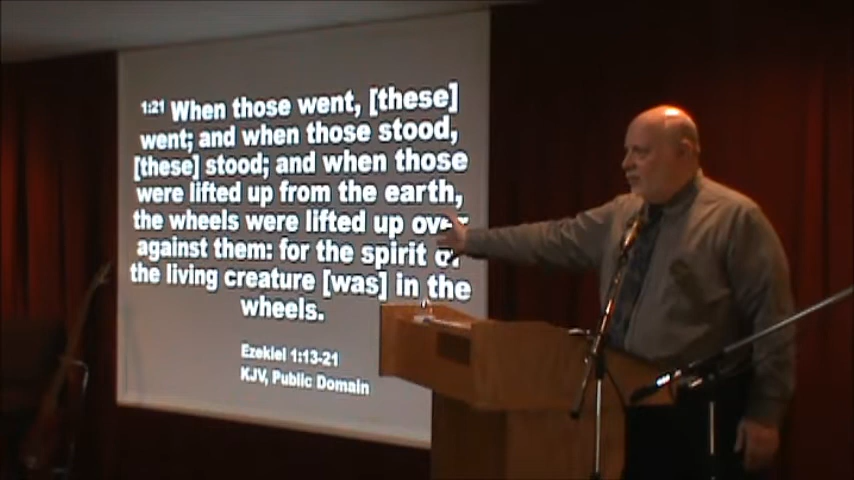 1:21 When those went, [these]
went; and when those stood,
[these] stood; and when those
were lifted up from the earth,
the wheels were lifted up over
against them: for the spirit of
the living creature [was] in the
wheels.
Ezekiel 1:13-21
KJV, Public Domain